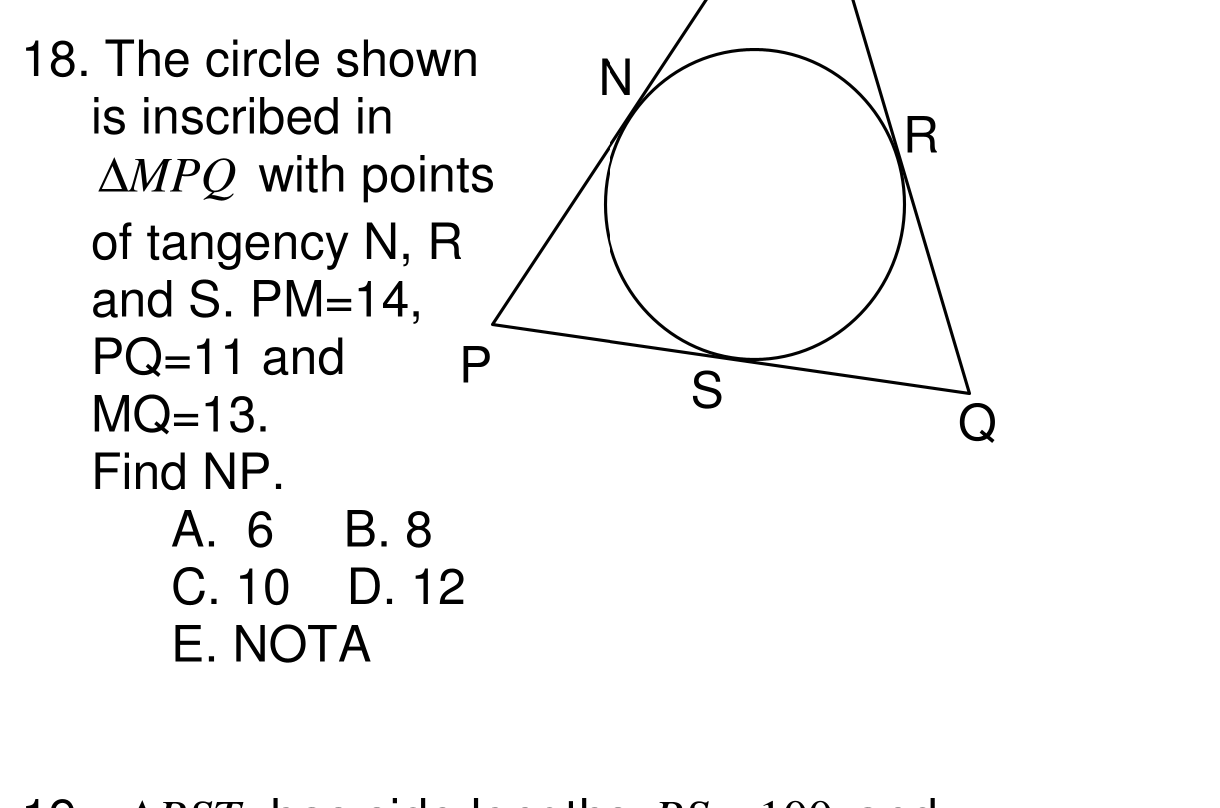 18. The circle shown
is inscribed in
ΔMPQ with points
of tangency N, R
and S. PM=14,
PQ=11 and
MQ=13.
Find NP.
A. 6 B. 8
C. 10 D. 12
E. NOTA
N
R
P
S
Q